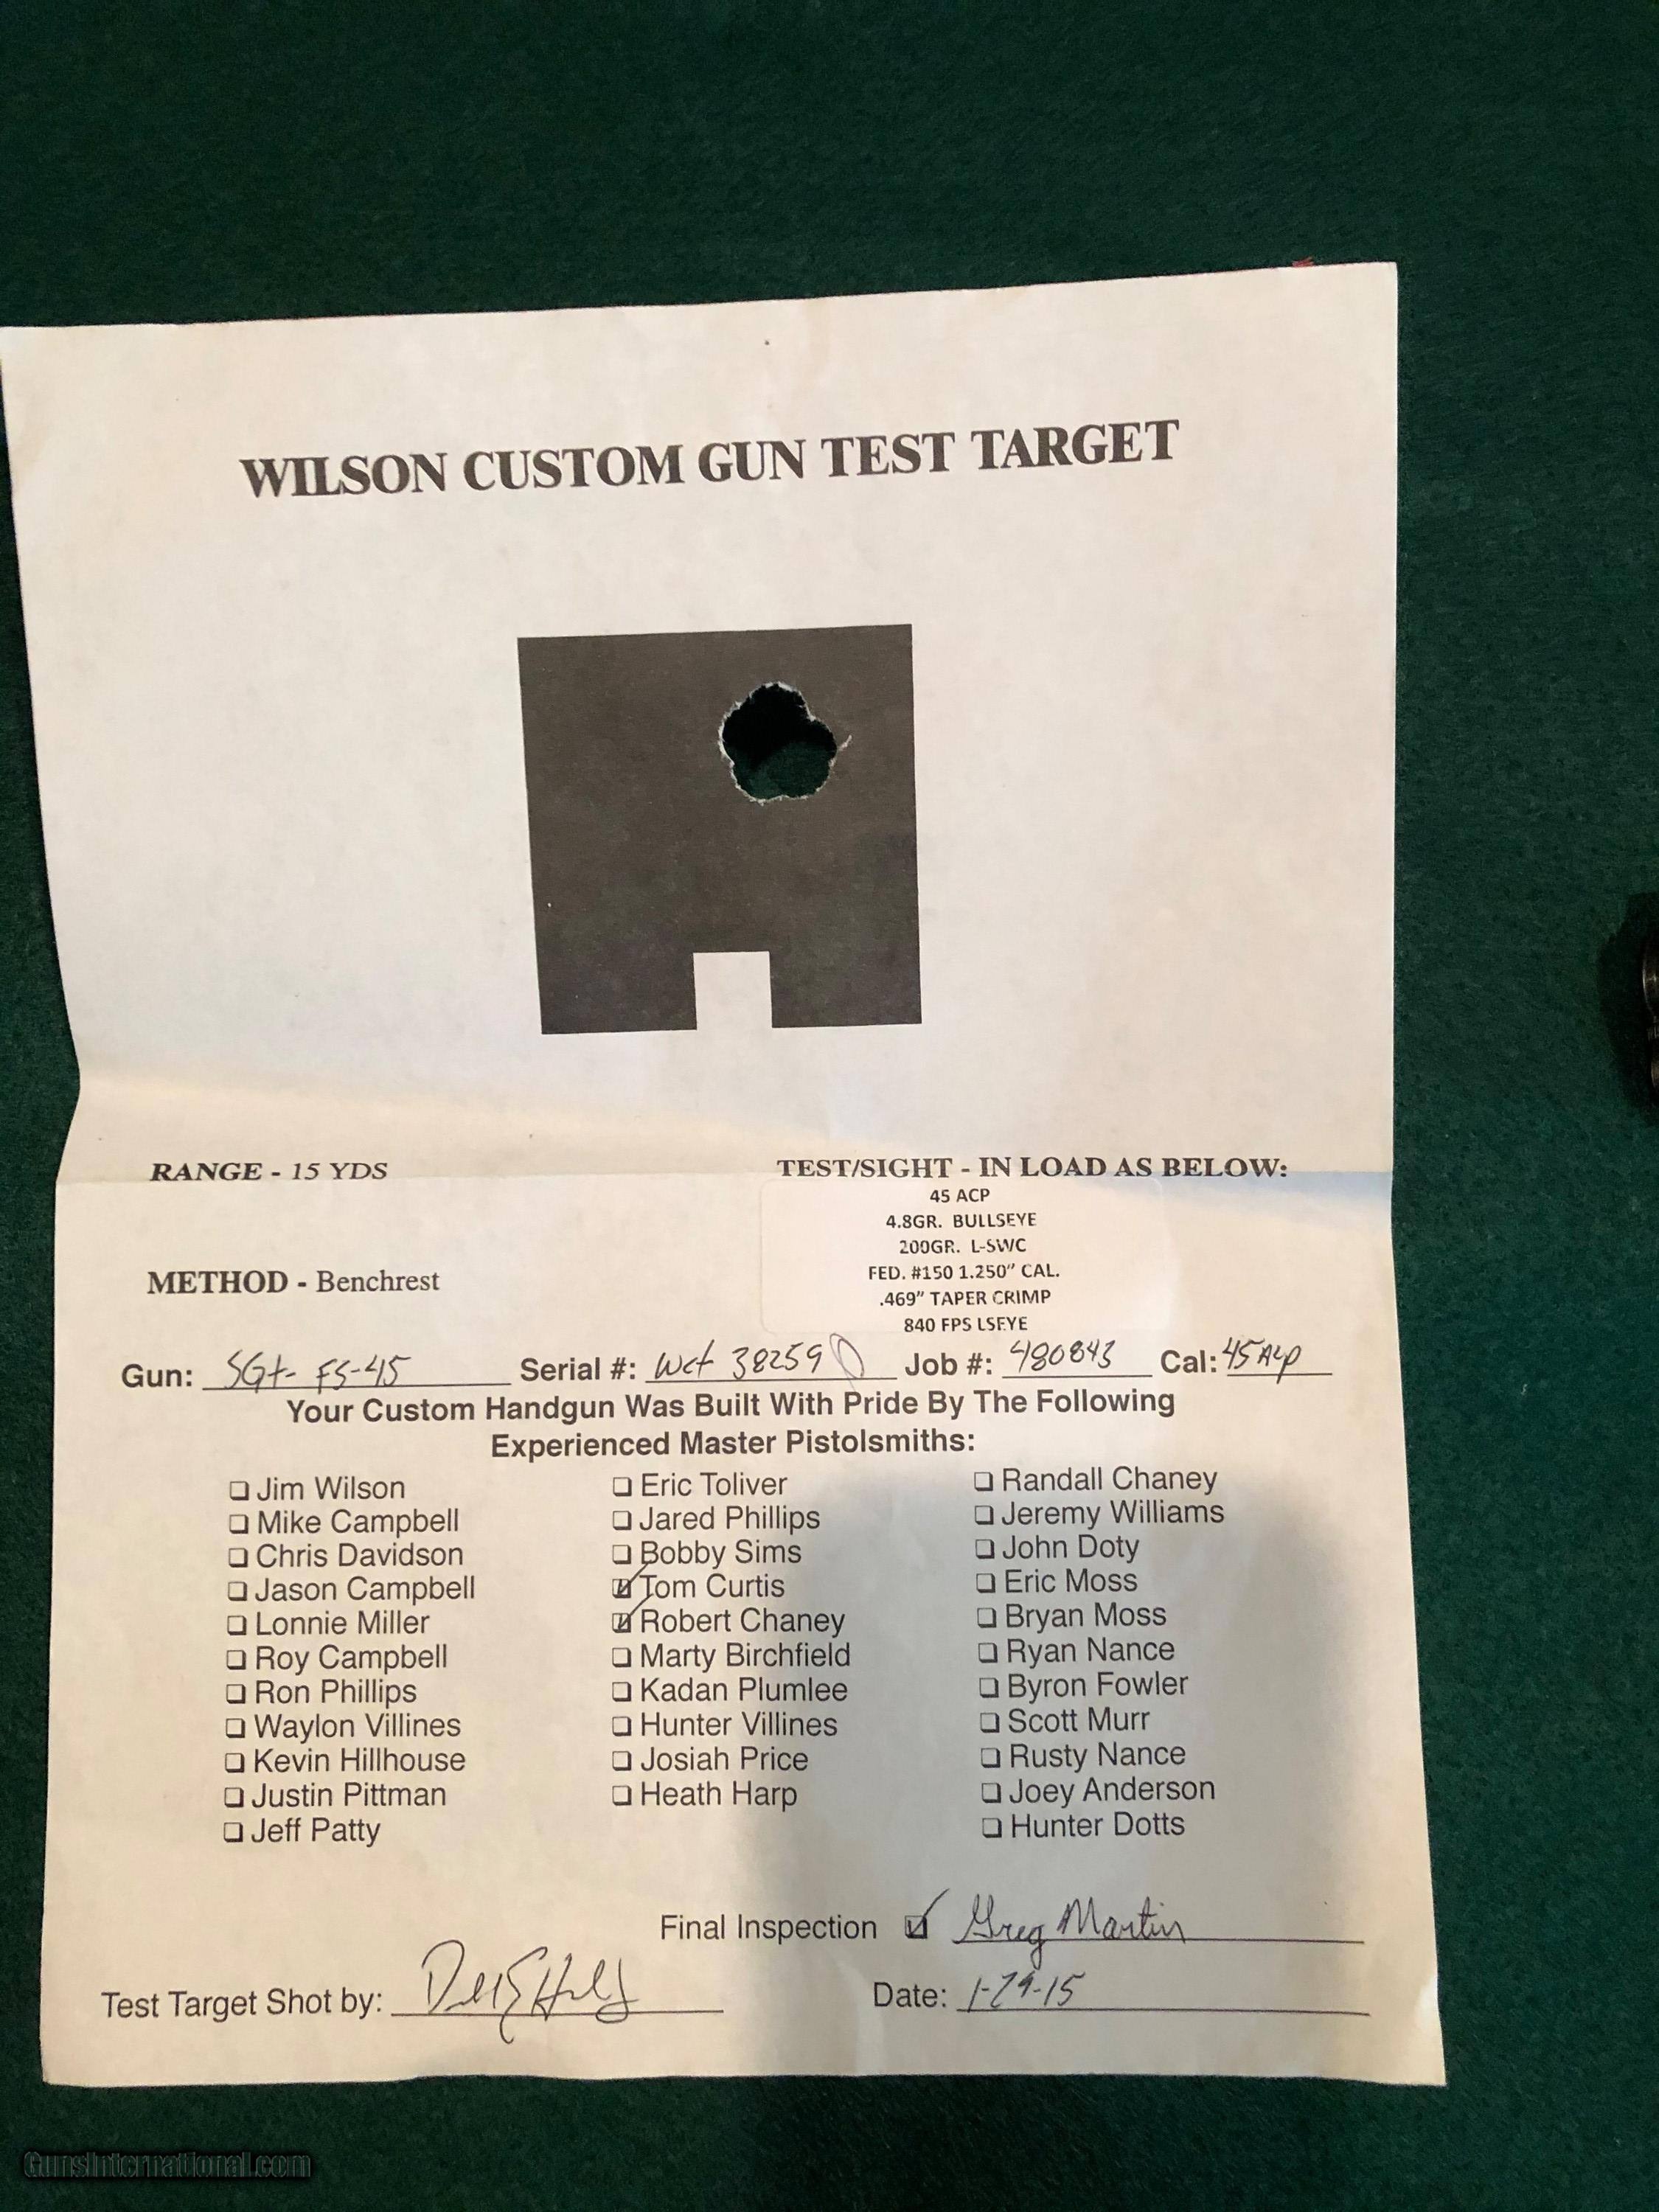 WILSON CUSTOM GUN TEST TARGET
RANGE - 15 YDS
TEST/SIGHT - IN LOAD AS BELOW:
45 ACP
4.8GR. BULLSEYE
200GR. L-SWC
FED. #150 1.250" CAL.
.469" TAPER CRIMP
840 FPS LSEYE
METHOD - Benchrest
Gun: SGt- FS-45 Serial #: Wct 38259 Job #: 480843 Cal: 45 ACP
Your Custom Handgun Was Built With Pride By The Following
Experienced Master Pistolsmiths:
Jim Wilson
Mike Campbell
Chris Davidson
Jason Campbell
Lonnie Miller
Roy Campbell
Ron Phillips
Waylon Villines
Kevin Hillhouse
Justin Pittman
Jeff Patty
Eric Toliver
Jared Phillips
Bobby Sims
Tom Curtis
Robert Chaney
Marty Birchfield
Kadan Plumlee
Hunter Villines
Josiah Price
Heath Harp
Randall Chaney
Jeremy Williams
John Doty
Eric Moss
Bryan Moss
Ryan Nance
Byron Fowler
Scott Murr
Rusty Nance
Joey Anderson
Hunter Dotts
Final Inspection Greg Martin
Test Target Shot by:
Date: 1-29-15
GunsInternational.com